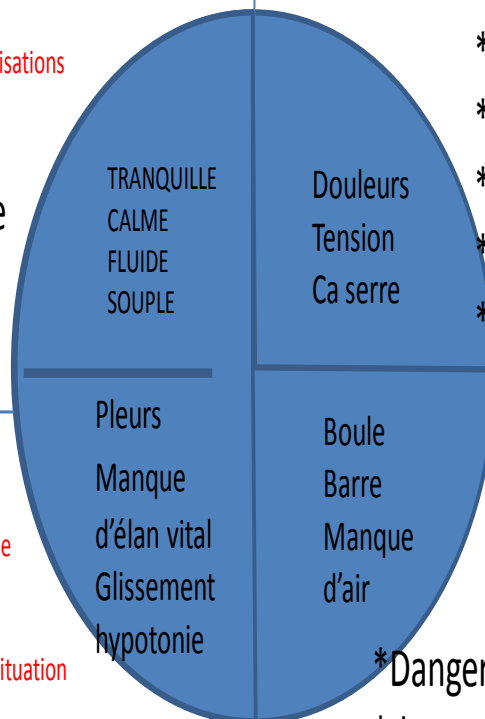 isations
TRANQUILLE
CALME
FLUIDE
SOUPLE
Douleurs
Tension
Ca serre
*
*
*
*
*
e
Pleurs
Manque
d'élan vital
Glissement
hypotonie
Boule
Barre
Manque
d'air
e
ituation
*Danger